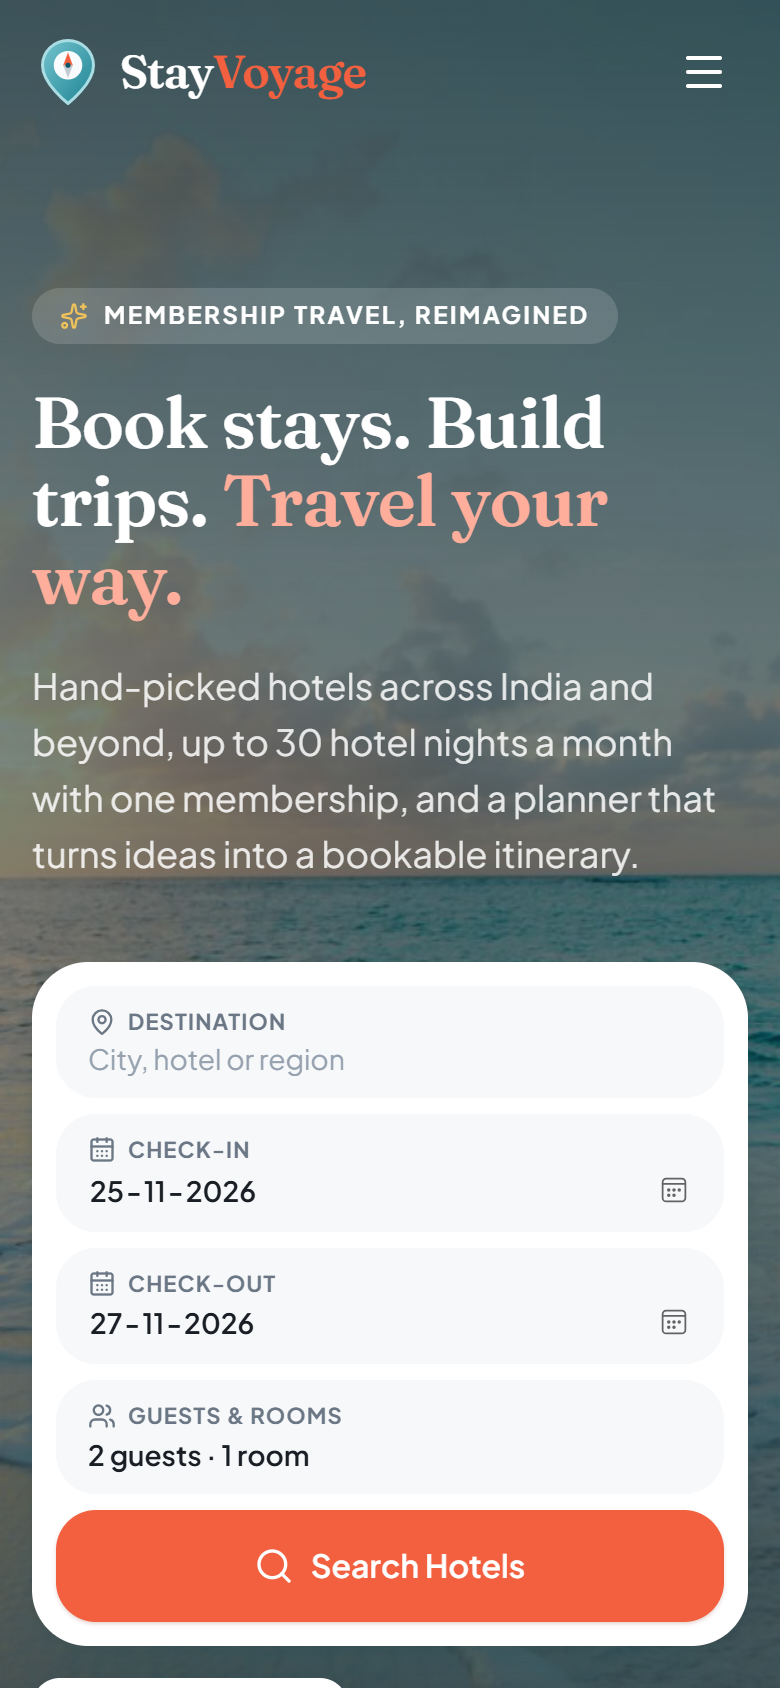 StayVoyage
MEMBERSHIP TRAVEL, REIMAGINED
Book stays. Build
trips. Travel your
way.
Hand-picked hotels across India and
beyond, up to 30 hotel nights a month
with one membership, and a planner that
turns ideas into a bookable itinerary.
DESTINATION
City, hotel or region
CHECK-IN
25-11-2026
CHECK-OUT
27-11-2026
GUESTS & ROOMS
2 guests · 1 room
Search Hotels